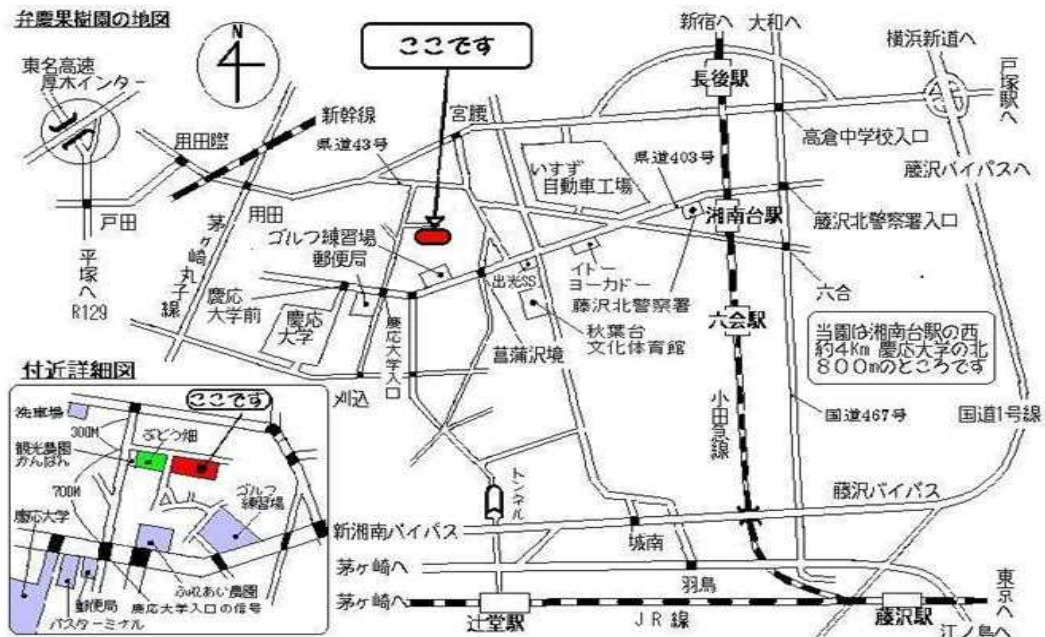 弁慶果樹園の地図
N
ここです
新宿へ
大和へ
横浜新道へ
戸塚駅へ
東名高速
厚木インター
長後駅
新幹線
宮腰
用田
県道43号
高倉中学校入口
いすず
自動車工場
県道403号
藤沢バイパスへ
戸田
用田
湘南台駅
藤沢北警察署入口
茅ヶ崎丸子線
ゴルフ練習場
郵便局
平塚へ
R129
慶応
大学前
慶応
大学
慶応大学入口
出光SS
イトー
ヨーカドー
藤沢北警察署
六合
秋葉台
文化体育館
六会駅
菖蒲沢境
当園は湘南台駅の西
約4Km 慶応大学の北
800mのところです
刈込
小田急線
国道467号
国道1号線
トンネル
藤沢バイパス
新湘南バイパス
城南
茅ヶ崎へ
羽鳥
東京へ
茅ヶ崎へ
辻堂駅
JR線
藤沢駅
江ノ島へ
付近詳細図
ここです
洗車場
300M
ぶどう畑
観光農園
かんばん
700M
ゴルフ
練習場
慶応大学
ふれあい農園
郵便局
慶応大学入口の信号
バスターミナル